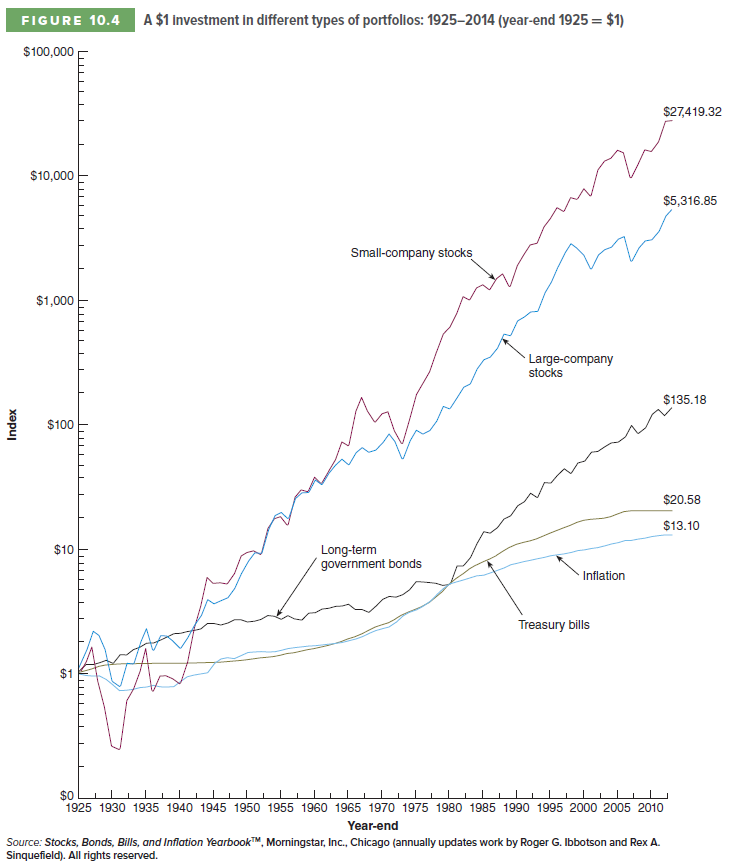 FIGURE 10.4 A $1 investment in different types of portfolios: 1925–2014 (year-end 1925 = $1)
$100,000
$27,419.32
$10,000
$5,316.85
Small-company stocks
$1,000
Large-company
stocks
$135.18
Index
$100
$20.58
$13.10
$10
Long-term
government bonds
Inflation
Treasury bills
$1
$0
1925 1930 1935 1940 1945 1950 1955 1960 1965 1970 1975 1980 1985 1990 1995 2000 2005 2010
Year-end
Source: Stocks, Bonds, Bills, and Inflation Yearbook™, Morningstar, Inc., Chicago (annually updates work by Roger G. Ibbotson and Rex A.
Sinquefield). All rights reserved.